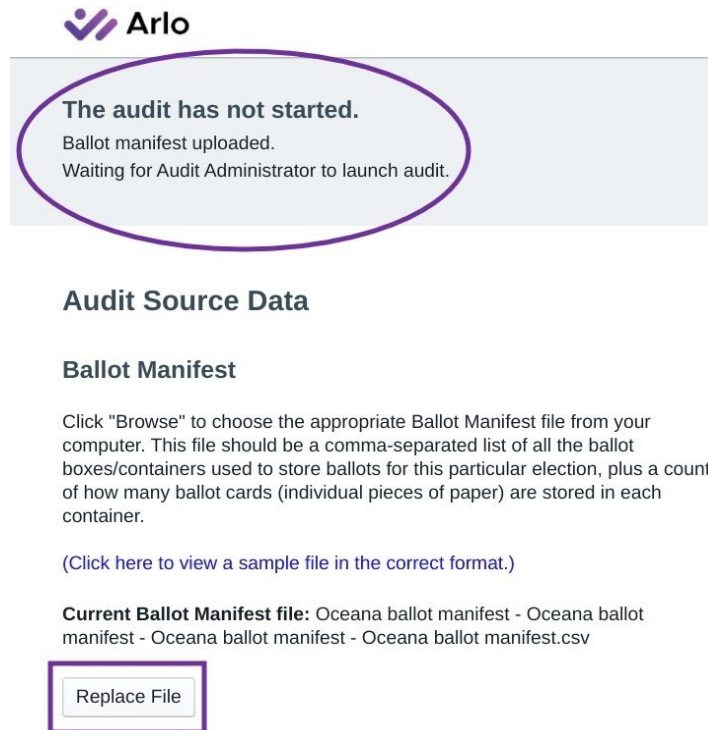 Arlo
The audit has not started.
Ballot manifest uploaded.
Waiting for Audit Administrator to launch audit.
Audit Source Data
Ballot Manifest
Click "Browse" to choose the appropriate Ballot Manifest file from your
computer. This file should be a comma-separated list of all the ballot
boxes/containers used to store ballots for this particular election, plus a count
of how many ballot cards (individual pieces of paper) are stored in each
container.
(Click here to view a sample file in the correct format.)
Current Ballot Manifest file: Oceana ballot manifest - Oceana ballot
manifest - Oceana ballot manifest - Oceana ballot manifest.csv
Replace File